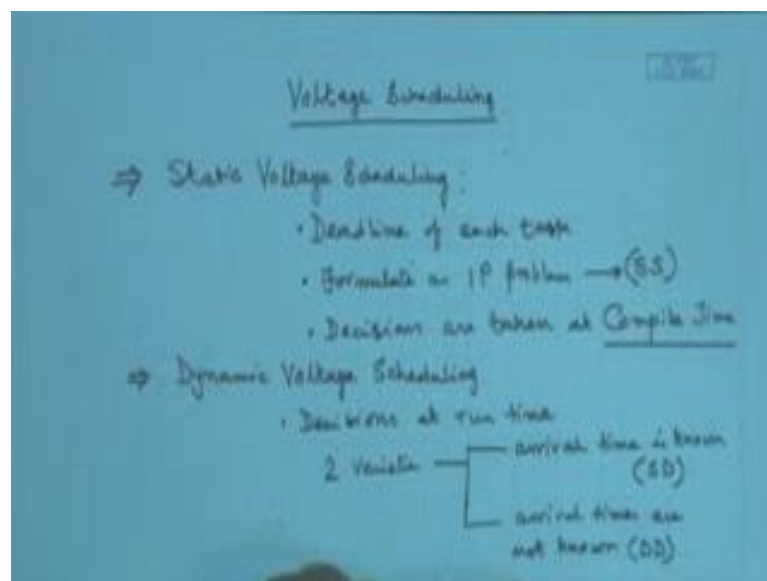 Voltage Scheduling
⇒ Static Voltage Scheduling:
• Deadline of each task
• Formulate an IP problem → (SS)
• Decisions are taken at Compile Time
⇒ Dynamic Voltage Scheduling
• Decisions at run time
2 — arrival time is known
(SD)
arrival times are
not known (DD)